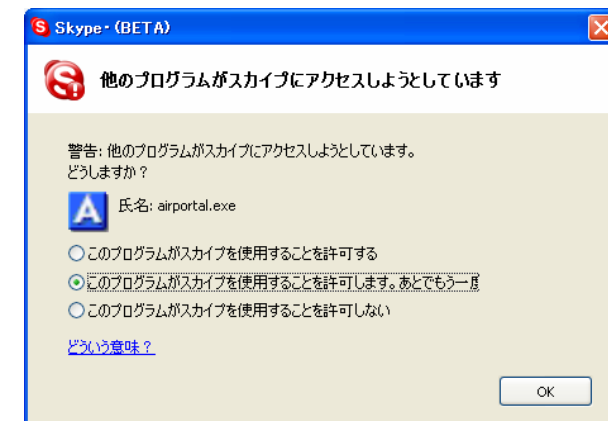 Skype - (BETA)
他のプログラムがスカイプにアクセスしようとしています
警告: 他のプログラムがスカイプにアクセスしようとしています。
どうしますか？
氏名: airportal.exe
このプログラムがスカイプを使用することを許可する
このプログラムがスカイプを使用することを許可します。あとでもう一度
このプログラムがスカイプを使用することを許可しない
どういう意味？
OK